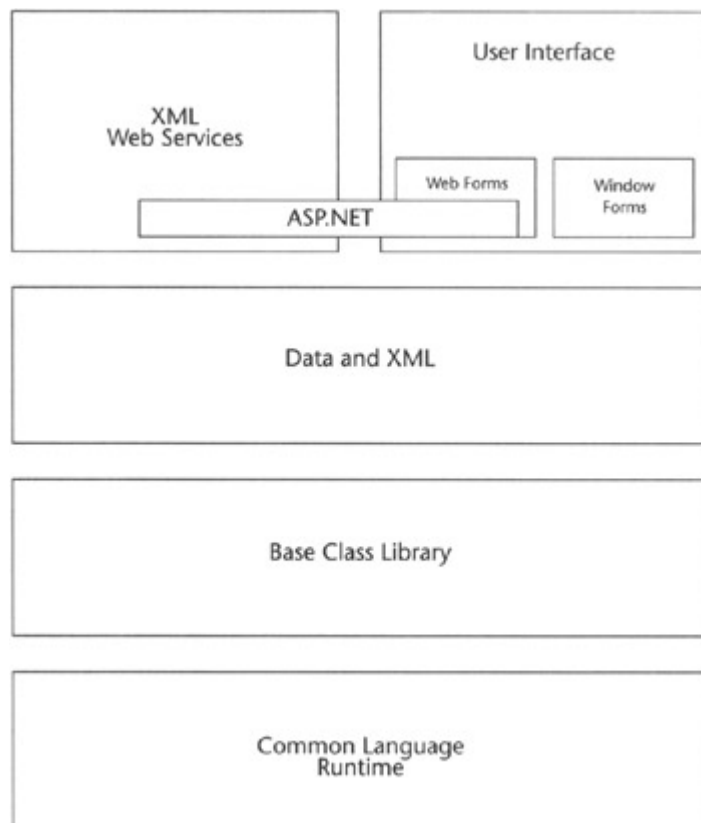 XML
Web Services
User Interface
Web Forms
Window
Forms
ASP.NET
Data and XML
Base Class Library
Common Language
Runtime